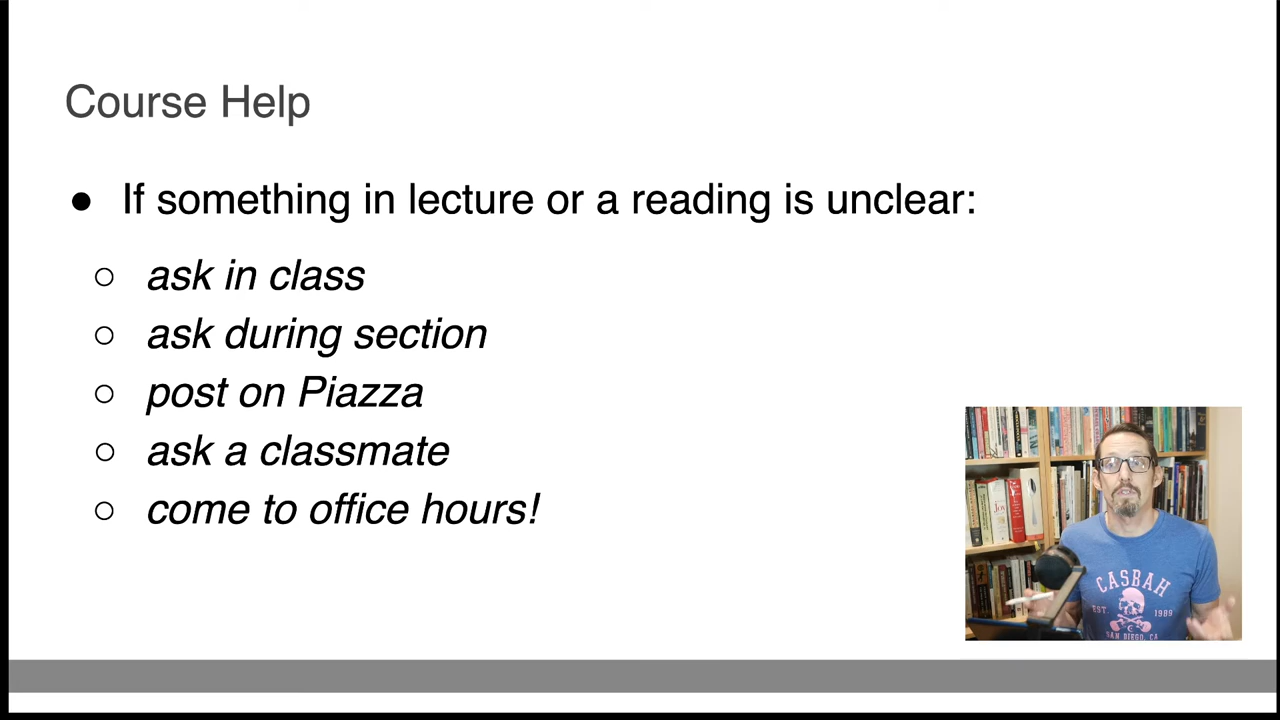 Course Help
● If something in lecture or a reading is unclear:
○ ask in class
○ ask during section
○ post on Piazza
○ ask a classmate
○ come to office hours!
CASBAH
EST. 1989
SAN DIEGO, CA